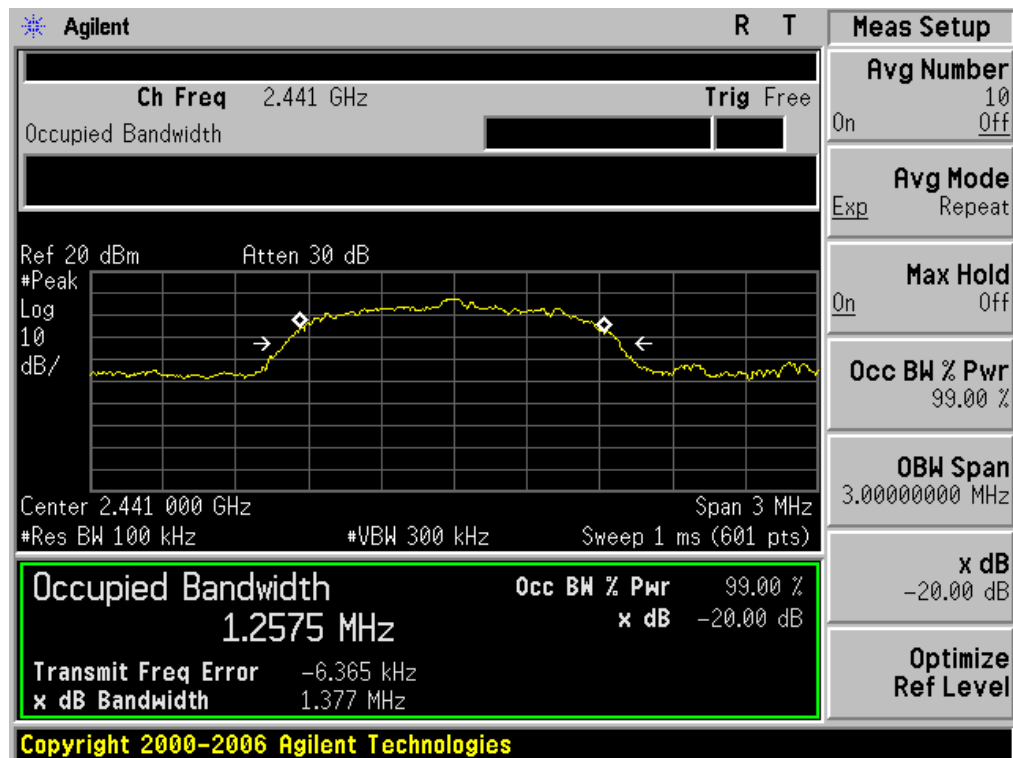 Agilent R T
Ch Freq 2.441 GHz Trig Free
Occupied Bandwidth
Ref 20 dBm Atten 30 dB
#Peak
Log
10
dB/
Center 2.441 000 GHz Span 3 MHz
#Res BW 100 kHz #VBW 300 kHz Sweep 1 ms (601 pts)
Occupied Bandwidth Occ BW % Pwr 99.00 %
1.2575 MHz x dB -20.00 dB
Transmit Freq Error -6.365 kHz
x dB Bandwidth 1.377 MHz
Copyright 2000-2006 Agilent Technologies
Meas Setup
Avg Number
10
On Off
Avg Mode
Exp Repeat
Max Hold
On Off
Occ BW % Pwr
99.00 %
OBW Span
3.00000000 MHz
x dB
-20.00 dB
Optimize
Ref Level